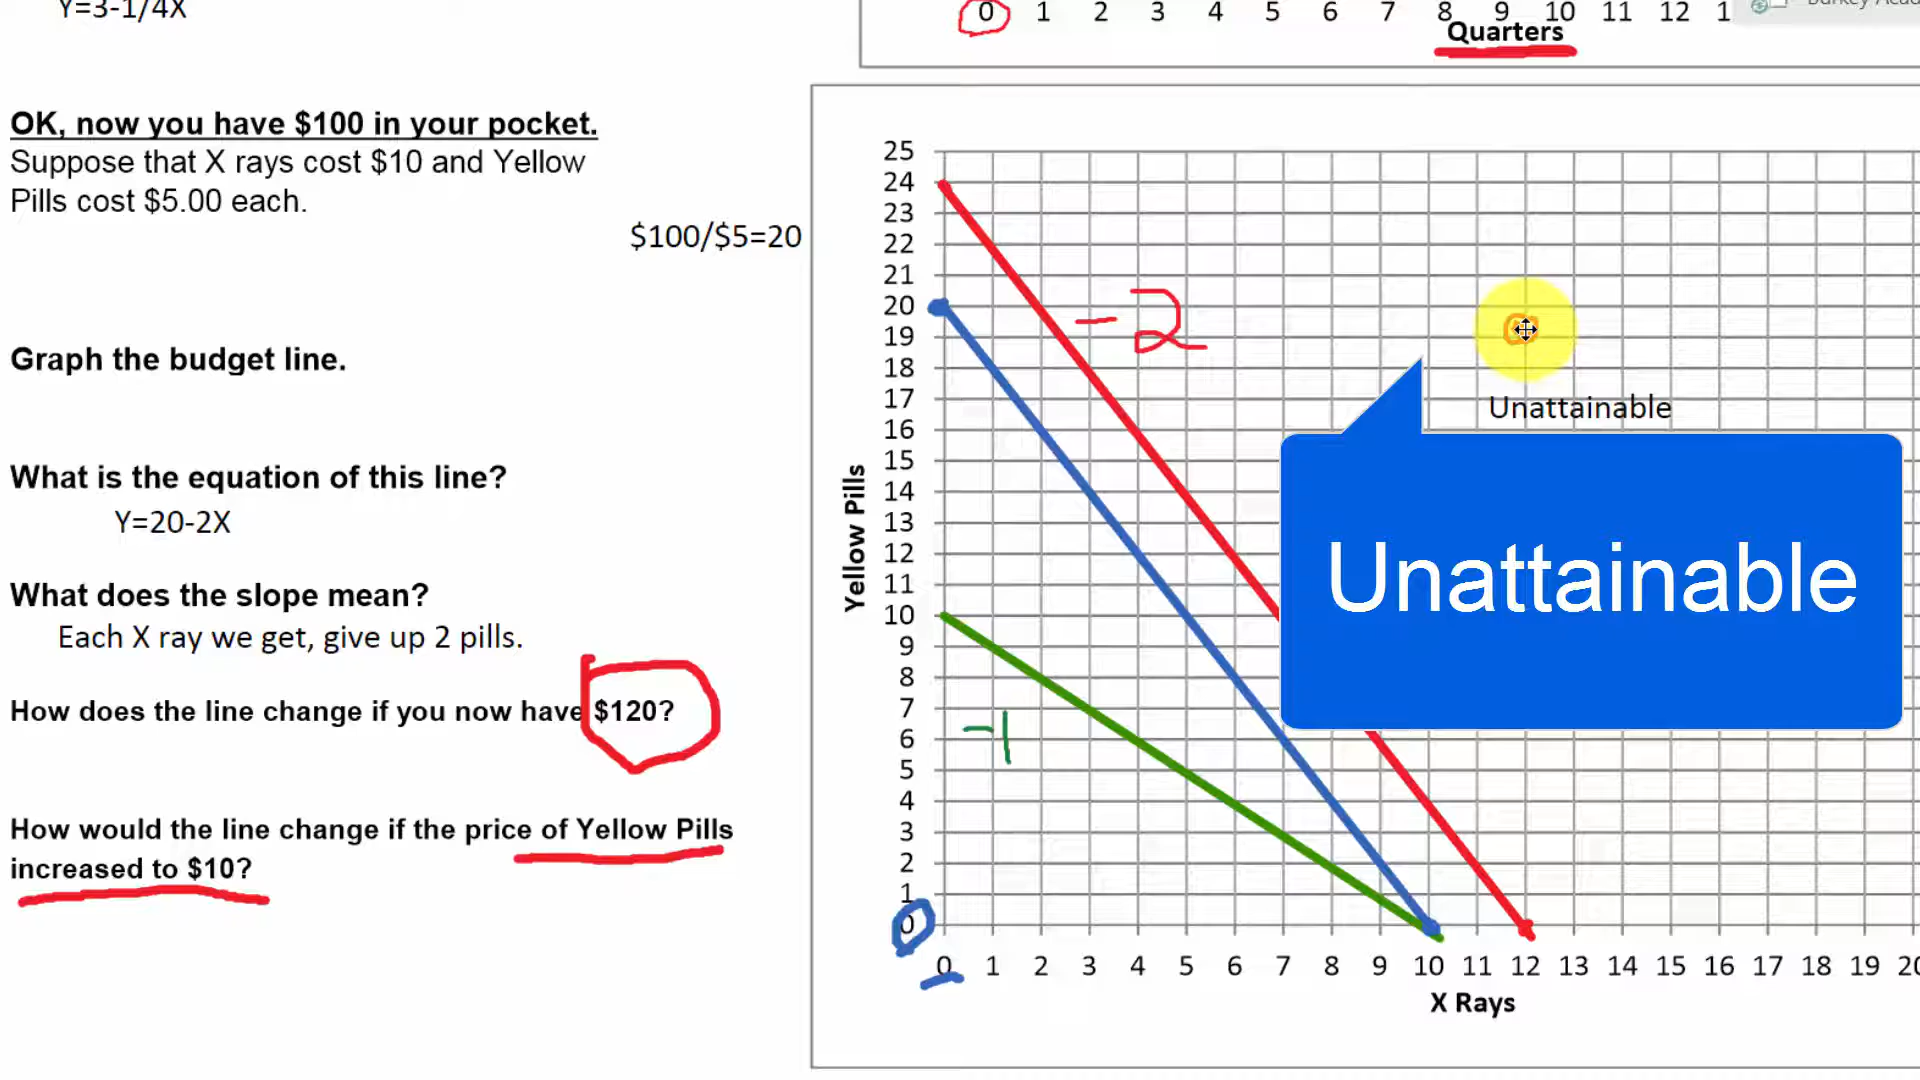 Y=3-1/4X
0 1 2 3 4 5 6 7 8 9 10 11 12 1
Quarters
OK, now you have $100 in your pocket.
Suppose that X rays cost $10 and Yellow
Pills cost $5.00 each.
$100/$5=20
Graph the budget line.
What is the equation of this line?
Y=20-2X
What does the slope mean?
Each X ray we get, give up 2 pills.
How does the line change if you now have $120?
How would the line change if the price of Yellow Pills
increased to $10?
25
24
23
22
21
20
19
18
17
16
15
14
13
12
11
10
9
8
7
6
5
4
3
2
1
0
Yellow Pills
-2
-1
Unattainable
Unattainable
0 1 2 3 4 5 6 7 8 9 10 11 12 13 14 15 16 17 18 19 20
X Rays